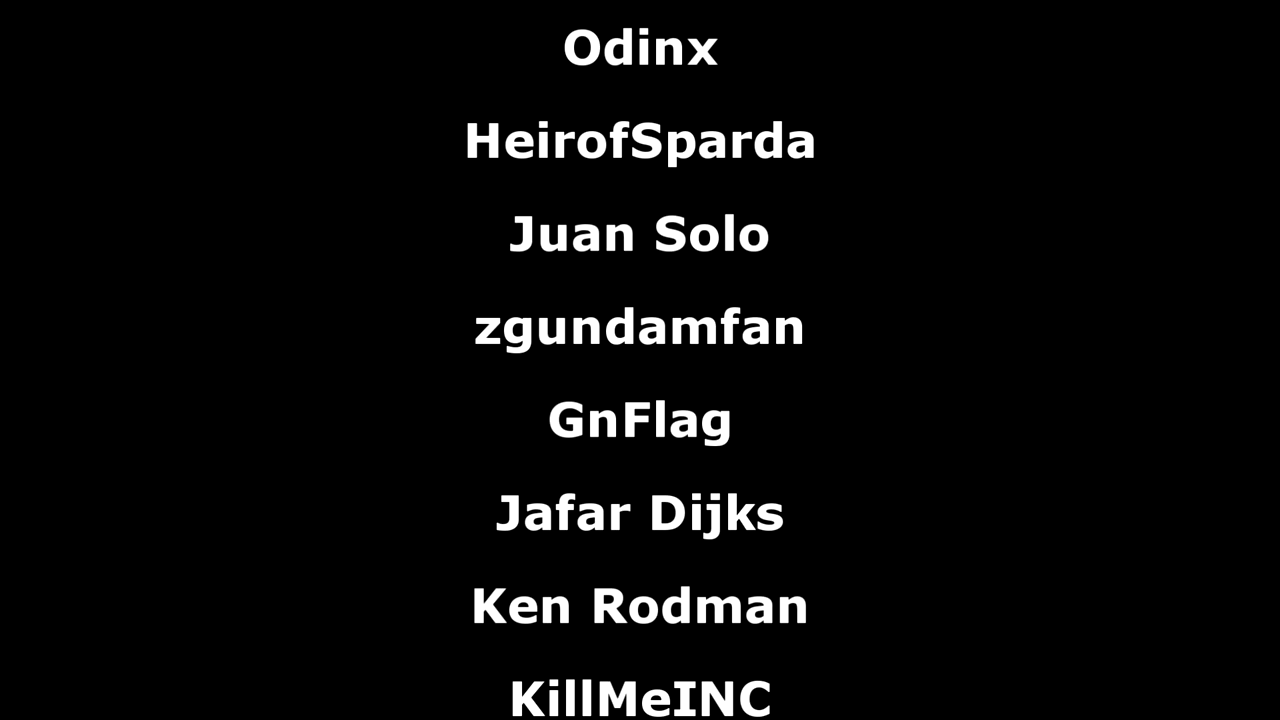 Odinx
HeirofSparda
Juan Solo
zgundamfan
GnFlag
Jafar Dijks
Ken Rodman
KillMeINC